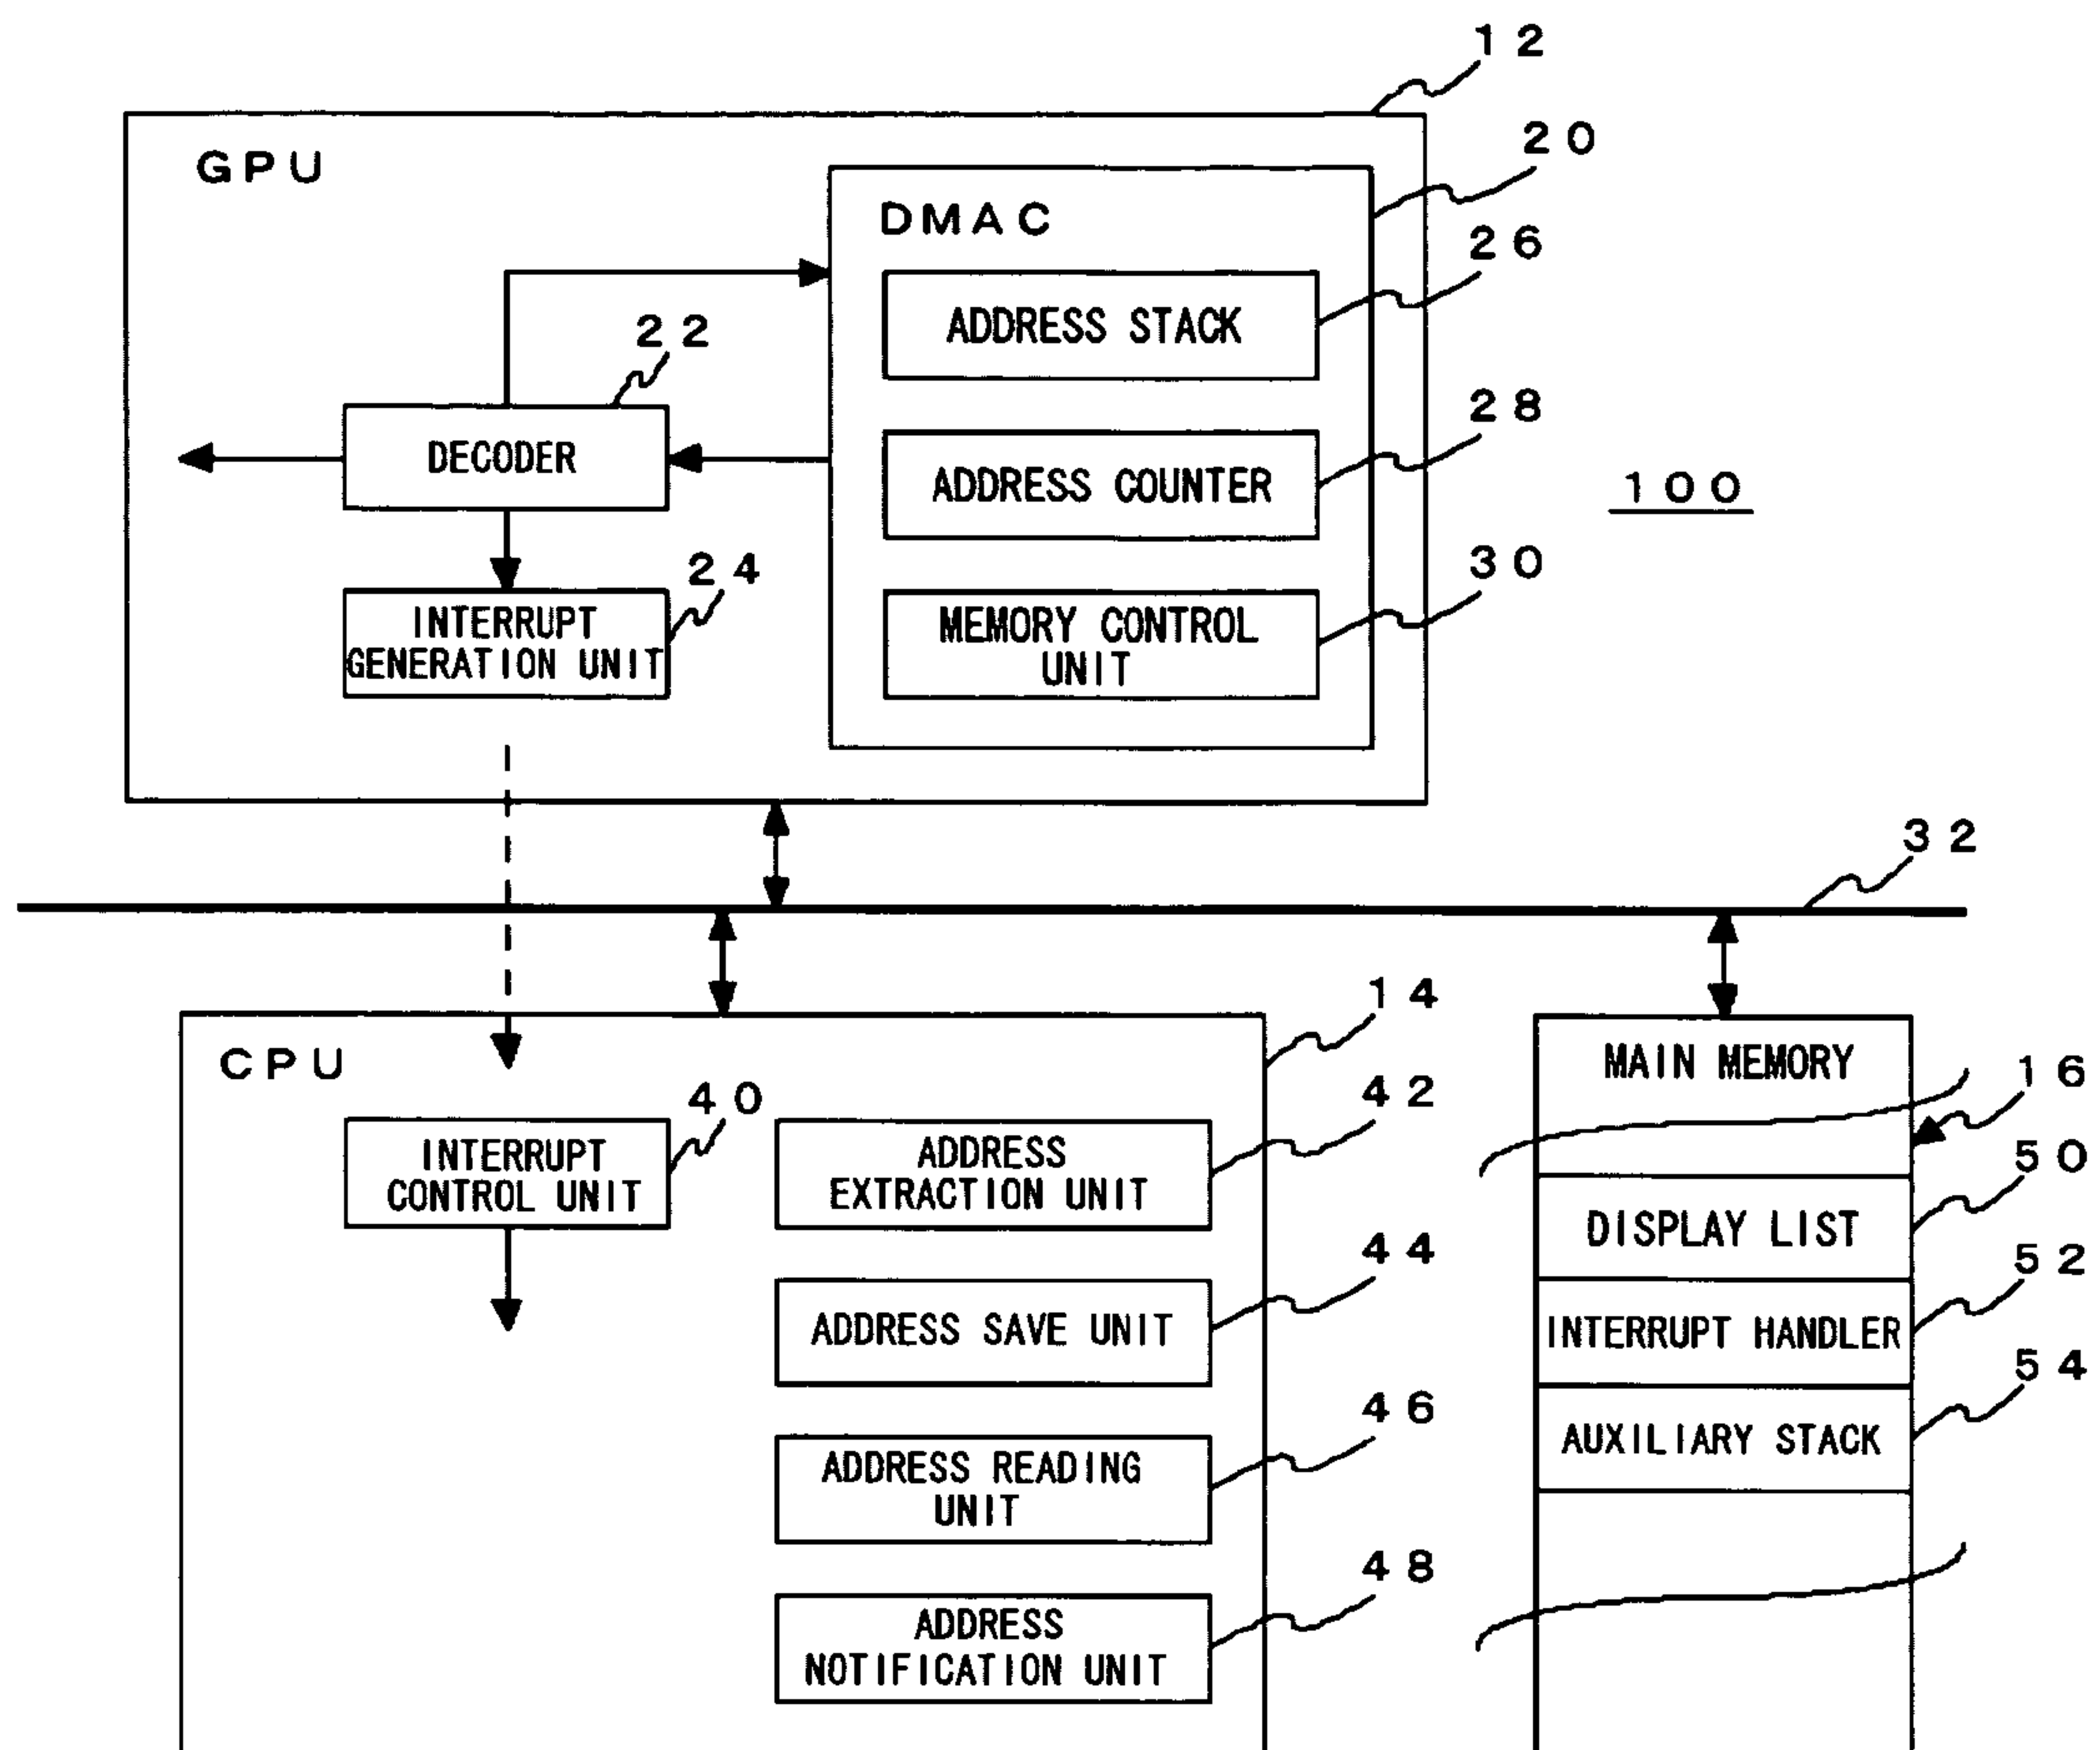 12
GPU
20
DMAC
26
ADDRESS STACK
22
28
DECODER
ADDRESS COUNTER
100
24
30
INTERRUPT
GENERATION UNIT
MEMORY CONTROL
UNIT
32
14
CPU
MAIN MEMORY
16
40
42
INTERRUPT
CONTROL UNIT
ADDRESS
EXTRACTION UNIT
50
DISPLAY LIST
44
52
ADDRESS SAVE UNIT
INTERRUPT HANDLER
54
46
ADDRESS READING
UNIT
AUXILIARY STACK
48
ADDRESS
NOTIFICATION UNIT